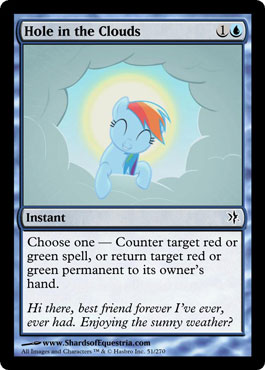 Hole in the Clouds 1
Instant
Choose one — Counter target red or
green spell, or return target red or
green permanent to its owner's
hand.
Hi there, best friend forever I've ever,
ever had. Enjoying the sunny weather?
www.ShardsofEquestria.com
All Images and Characters ™ & © Hasbro Inc. 51/270